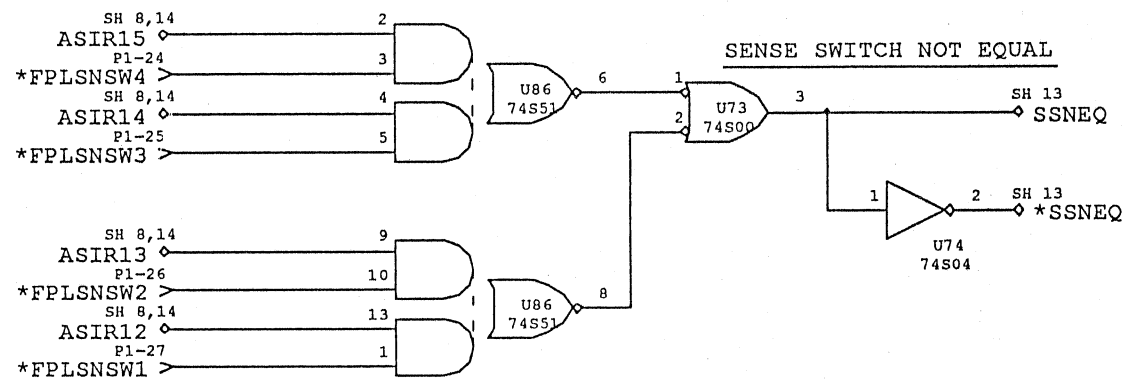 SENSE SWITCH NOT EQUAL
SH 8,14
ASIR15
2
P1-24
*FPLSNSW4
3
SH 8,14
ASIR14
4
P1-25
*FPLSNSW3
5
U86
74S51
6
1
2
U73
74S00
3
SH 13
SSNEQ
1
2
U74
74S04
SH 13
*SSNEQ
SH 8,14
ASIR13
9
P1-26
*FPLSNSW2
10
SH 8,14
ASIR12
13
P1-27
*FPLSNSW1
1
U86
74S51
8